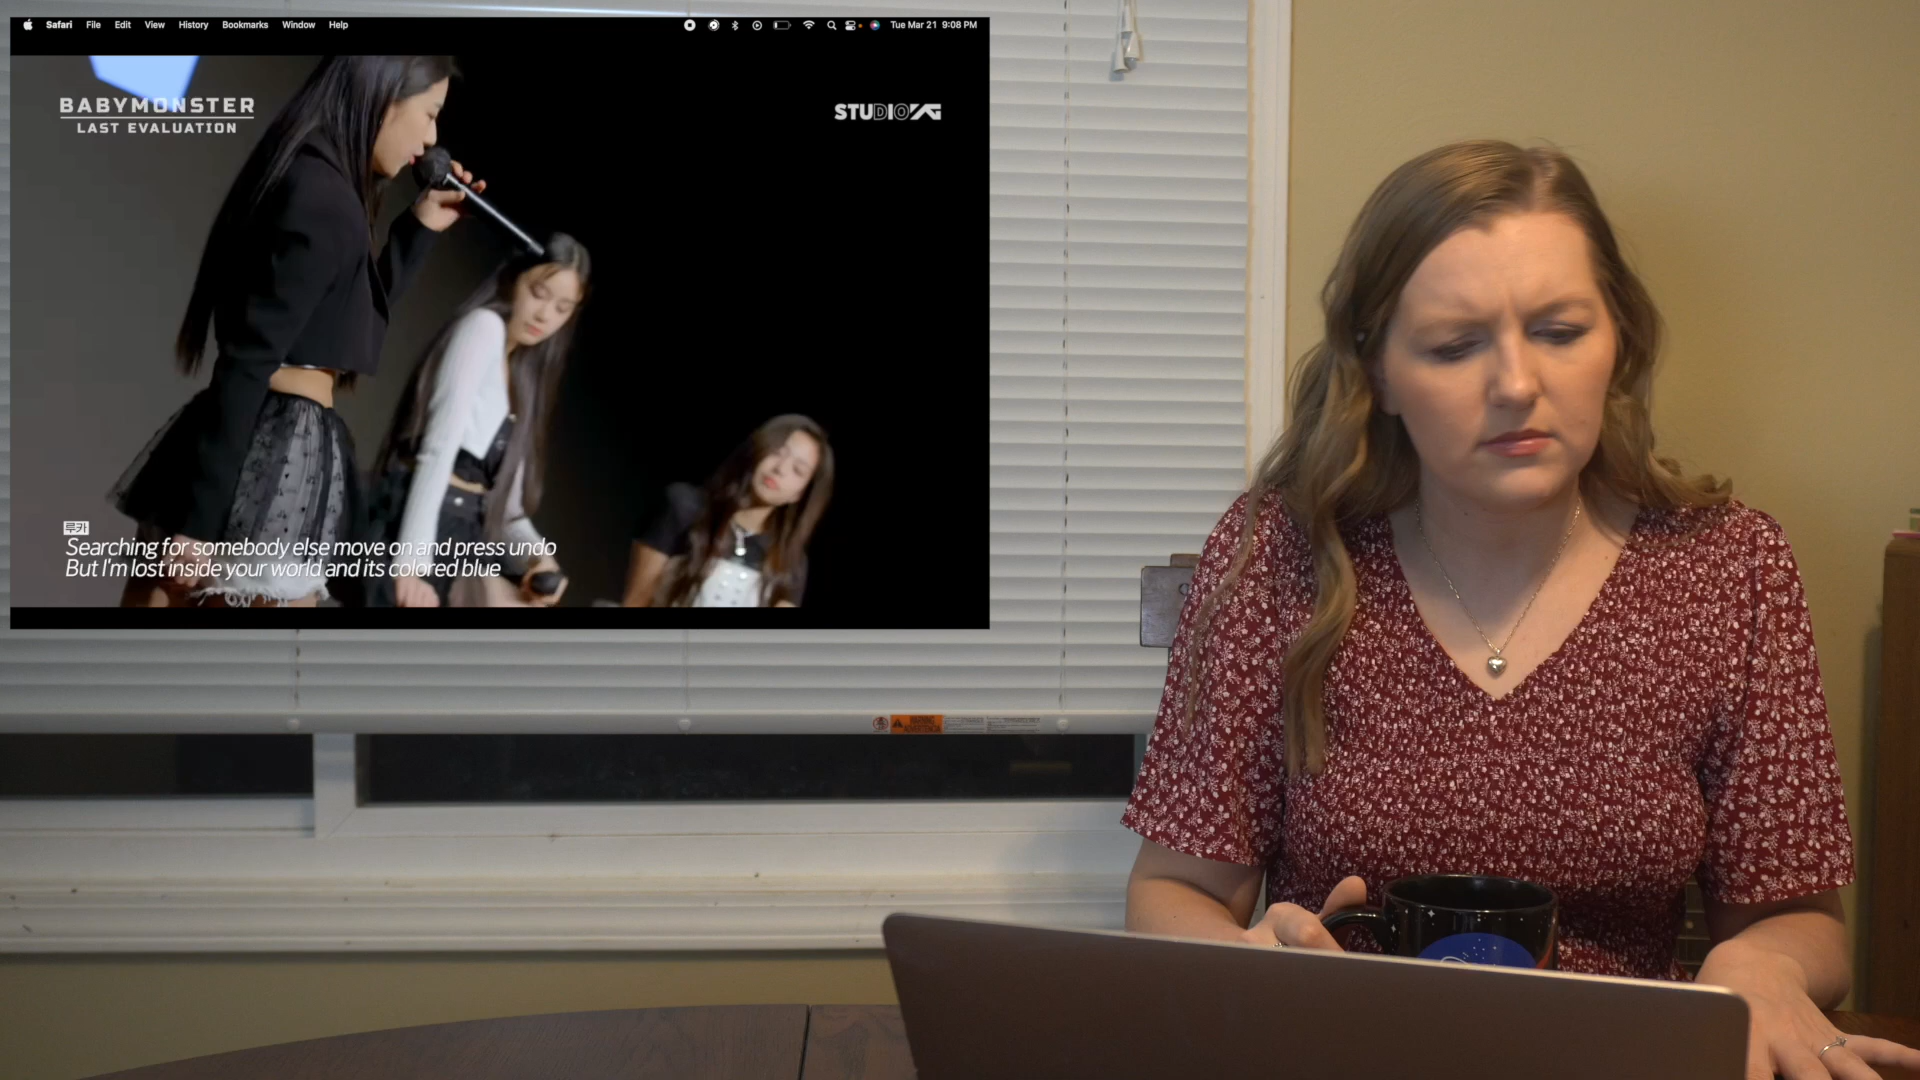 Safari File Edit View History Bookmarks Window Help
Tue Mar 21 9:08 PM
BABYMONSTER
LAST EVALUATION
STUDIO YG
루카
Searching for somebody else move on and press undo
But I'm lost inside your world and its colored blue
WARNING